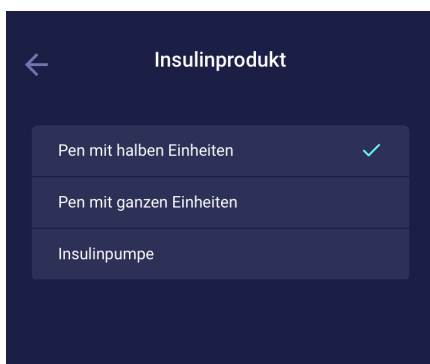 Insulinprodukt
Pen mit halben Einheiten
Pen mit ganzen Einheiten
Insulinpumpe